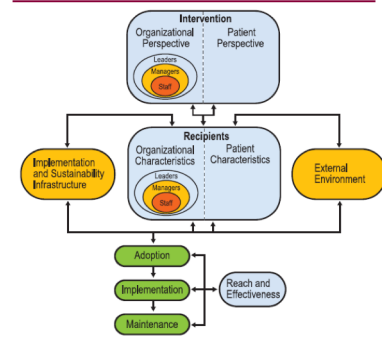 Intervention
Organizational
Perspective
Patient
Perspective
Leaders
Managers
Staff
Recipients
Organizational
Characteristics
Patient
Characteristics
Leaders
Managers
Staff
Implementation
and Sustainability
Infrastructure
External
Environment
Adoption
Implementation
Maintenance
Reach and
Effectiveness